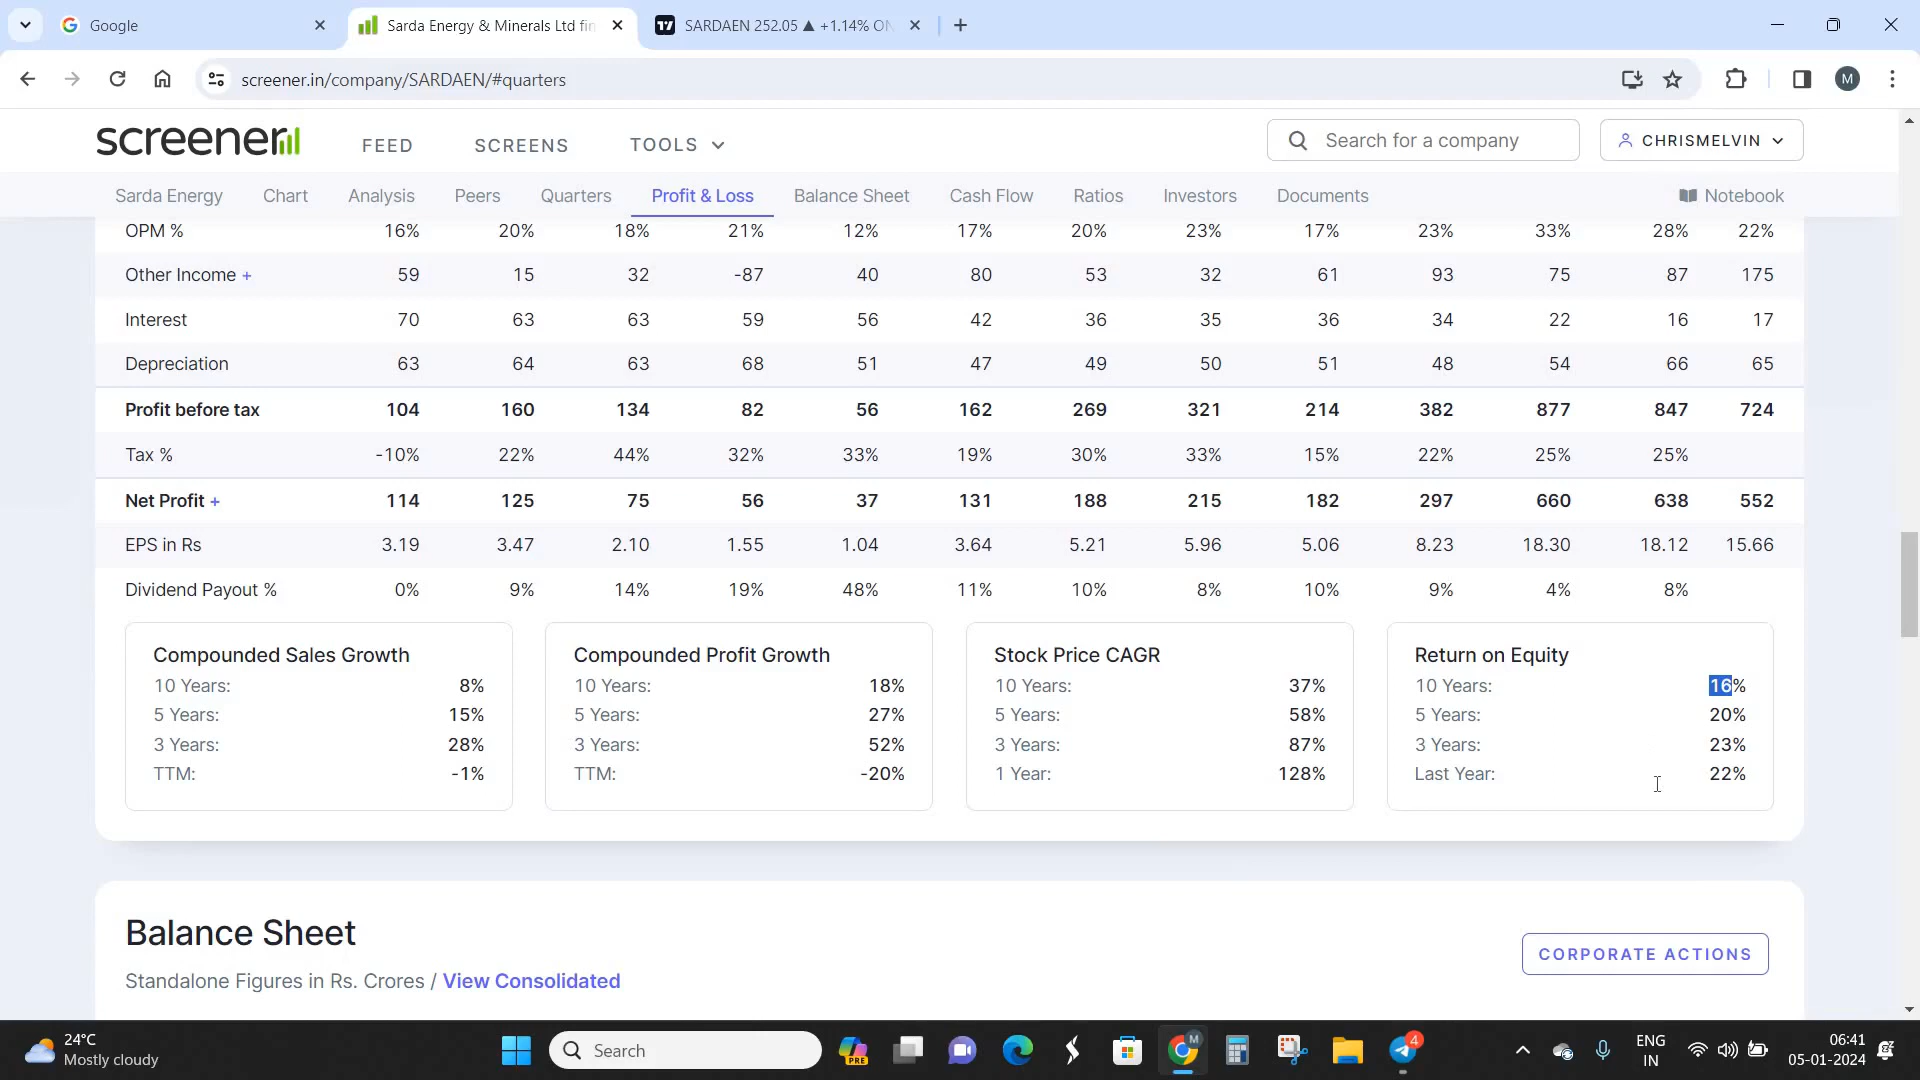 Google
Sarda Energy & Minerals Ltd fin
SARDAEN 252.05 ▲ +1.14% ON
screener.in/company/SARDAEN/#quarters
M
screener
FEED
SCREENS
TOOLS
Search for a company
CHRISMELVIN
Sarda Energy Chart Analysis Peers Quarters Profit & Loss Balance Sheet Cash Flow Ratios Investors Documents Notebook
OPM % 16% 20% 18% 21% 12% 17% 20% 23% 17% 23% 33% 28% 22%
Other Income + 59 15 32 -87 40 80 53 32 61 93 75 87 175
Interest 70 63 63 59 56 42 36 35 36 34 22 16 17
Depreciation 63 64 63 68 51 47 49 50 51 48 54 66 65
Profit before tax 104 160 134 82 56 162 269 321 214 382 877 847 724
Tax % -10% 22% 44% 32% 33% 19% 30% 33% 15% 22% 25% 25%
Net Profit + 114 125 75 56 37 131 188 215 182 297 660 638 552
EPS in Rs 3.19 3.47 2.10 1.55 1.04 3.64 5.21 5.96 5.06 8.23 18.30 18.12 15.66
Dividend Payout % 0% 9% 14% 19% 48% 11% 10% 8% 10% 9% 4% 8%
Compounded Sales Growth
10 Years: 8%
5 Years: 15%
3 Years: 28%
TTM: -1%
Compounded Profit Growth
10 Years: 18%
5 Years: 27%
3 Years: 52%
TTM: -20%
Stock Price CAGR
10 Years: 37%
5 Years: 58%
3 Years: 87%
1 Year: 128%
Return on Equity
10 Years: 16%
5 Years: 20%
3 Years: 23%
Last Year: 22%
Balance Sheet
Standalone Figures in Rs. Crores / View Consolidated
CORPORATE ACTIONS
24°C
Mostly cloudy
Search
PRE
M
4
ENG
IN
06:41
05-01-2024